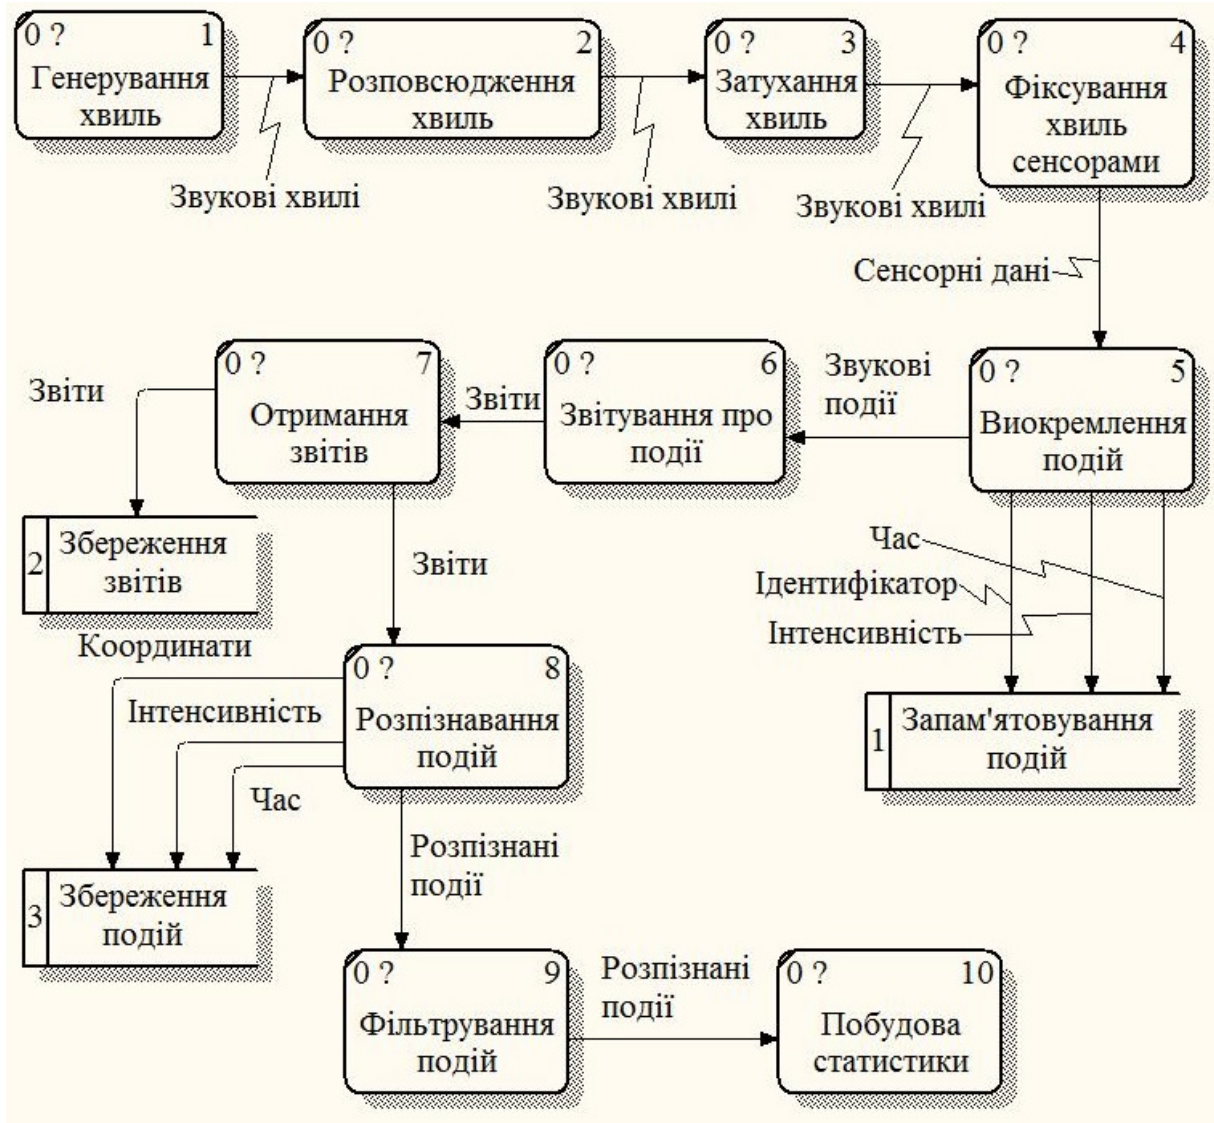 0 ? 1
Генерування
хвиль
0 ? 2
Розповсюдження
хвиль
0 ? 3
Затухання
хвиль
0 ? 4
Фіксування
хвиль
сенсорами
Звукові хвилі
Звукові хвилі
Звукові хвилі
Сенсорні дані
0 ? 7
Отримання
звітів
0 ? 6
Звітування про
події
0 ? 5
Виокремлення
подій
Звіти
Звіти
Звукові
події
2
Збереження
звітів
Звіти
Час
Ідентифікатор
Інтенсивність
Координати
Інтенсивність
Час
0 ? 8
Розпізнавання
подій
1
Запам'ятовування
подій
Розпізнані
події
3
Збереження
подій
0 ? 9
Фільтрування
подій
Розпізнані
події
0 ? 10
Побудова
статистики